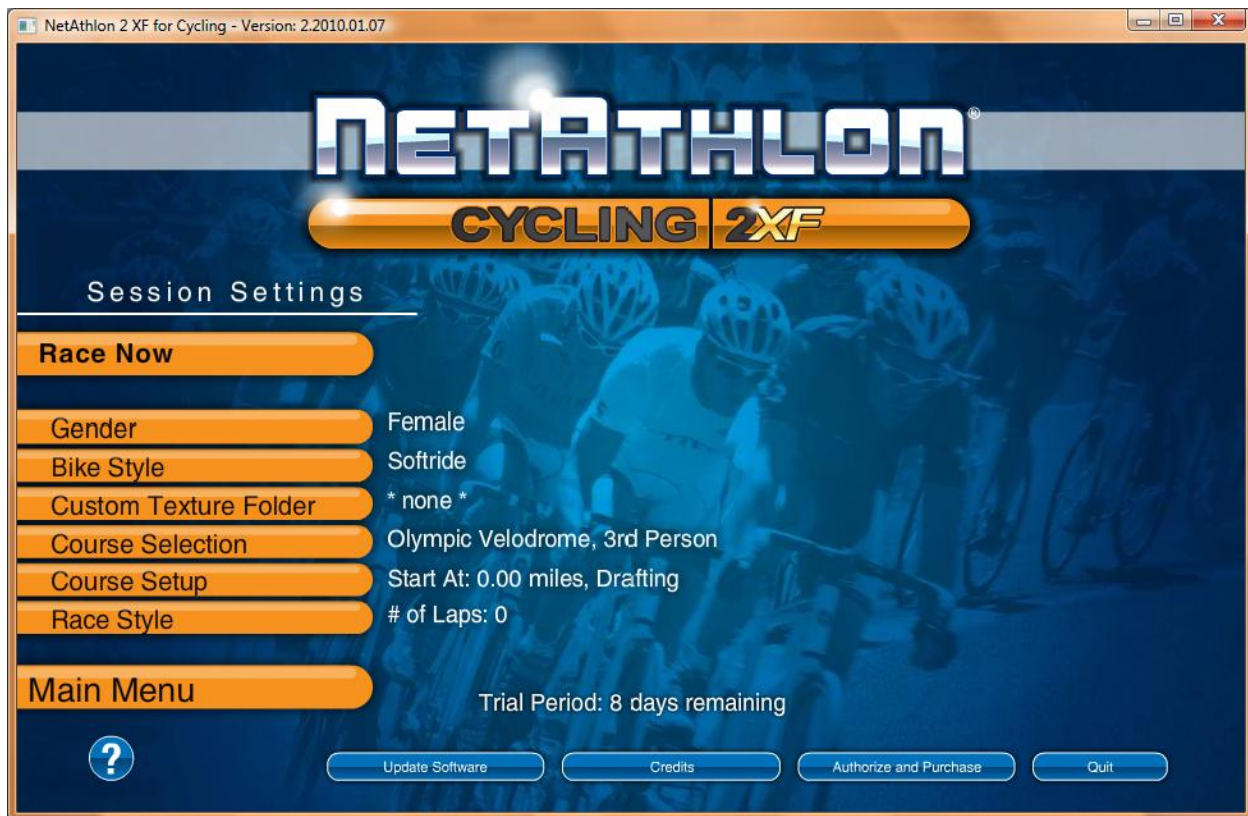 NetAthlon 2 XF for Cycling - Version: 2.2010.01.07
NETATHLON®
CYCLING 2XF
Session Settings
Race Now
Gender Female
Bike Style Softride
Custom Texture Folder * none *
Course Selection Olympic Velodrome, 3rd Person
Course Setup Start At: 0.00 miles, Drafting
Race Style # of Laps: 0
Main Menu
Trial Period: 8 days remaining
? Update Software Credits Authorize and Purchase Quit